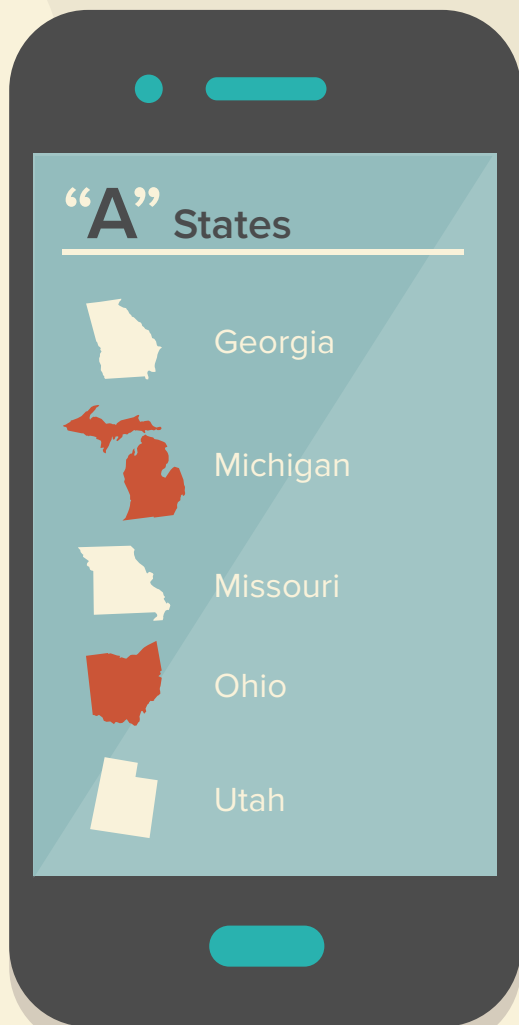 “A” States
Georgia
Michigan
Missouri
Ohio
Utah